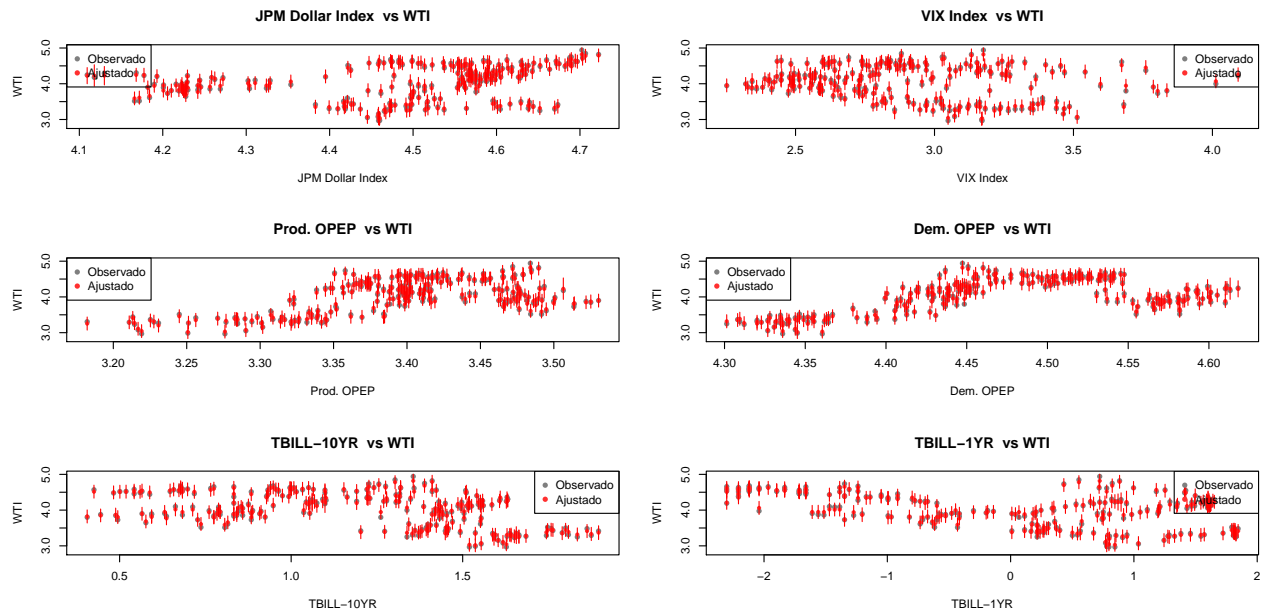 JPM Dollar Index  vs WTI
WTI
5.0
4.0
3.0
Observado
Ajustado
4.1 4.2 4.3 4.4 4.5 4.6 4.7
JPM Dollar Index
VIX Index  vs WTI
WTI
5.0
4.0
3.0
Observado
Ajustado
2.5 3.0 3.5 4.0
VIX Index
Prod. OPEP  vs WTI
WTI
5.0
4.0
3.0
Observado
Ajustado
3.20 3.25 3.30 3.35 3.40 3.45 3.50
Prod. OPEP
Dem. OPEP  vs WTI
WTI
5.0
4.0
3.0
Observado
Ajustado
4.30 4.35 4.40 4.45 4.50 4.55 4.60
Dem. OPEP
TBILL−10YR  vs WTI
WTI
5.0
4.0
3.0
Observado
Ajustado
0.5 1.0 1.5
TBILL−10YR
TBILL−1YR  vs WTI
WTI
5.0
4.0
3.0
Observado
Ajustado
−2 −1 0 1 2
TBILL−1YR